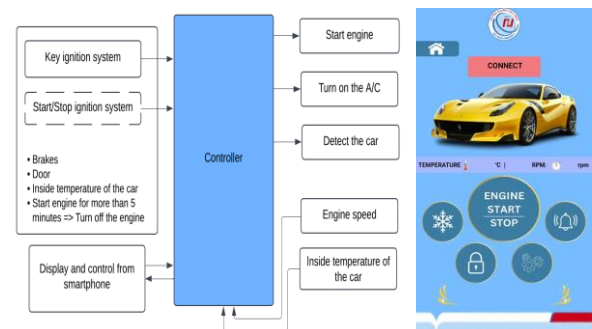 Key ignition system
Start/Stop ignition system
• Brakes
• Door
• Inside temperature of the car
• Start engine for more than 5
minutes => Turn off the engine
Display and control from
smartphone
Controller
Start engine
Turn on the A/C
Detect the car
Engine speed
Inside temperature of
the car
CONNECT
TEMPERATURE °C | RPM: rpm
ENGINE
START
STOP